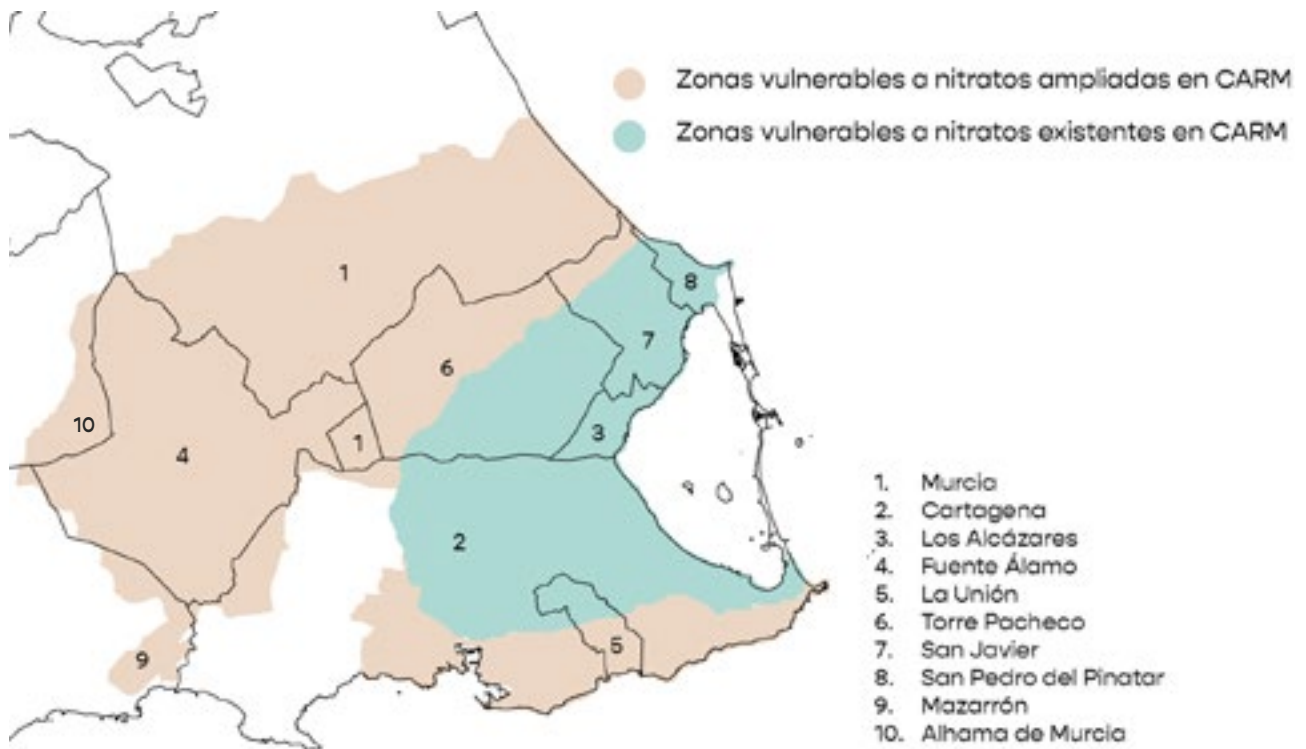 Zonas vulnerables a nitratos ampliadas en CARM
Zonas vulnerables a nitratos existentes en CARM
1
8
7
6
10
3
4
1
2
5
9
1. Murcia
2. Cartagena
3. Los Alcázares
4. Fuente Álamo
5. La Unión
6. Torre Pacheco
7. San Javier
8. San Pedro del Pinatar
9. Mazarrón
10. Alhama de Murcia